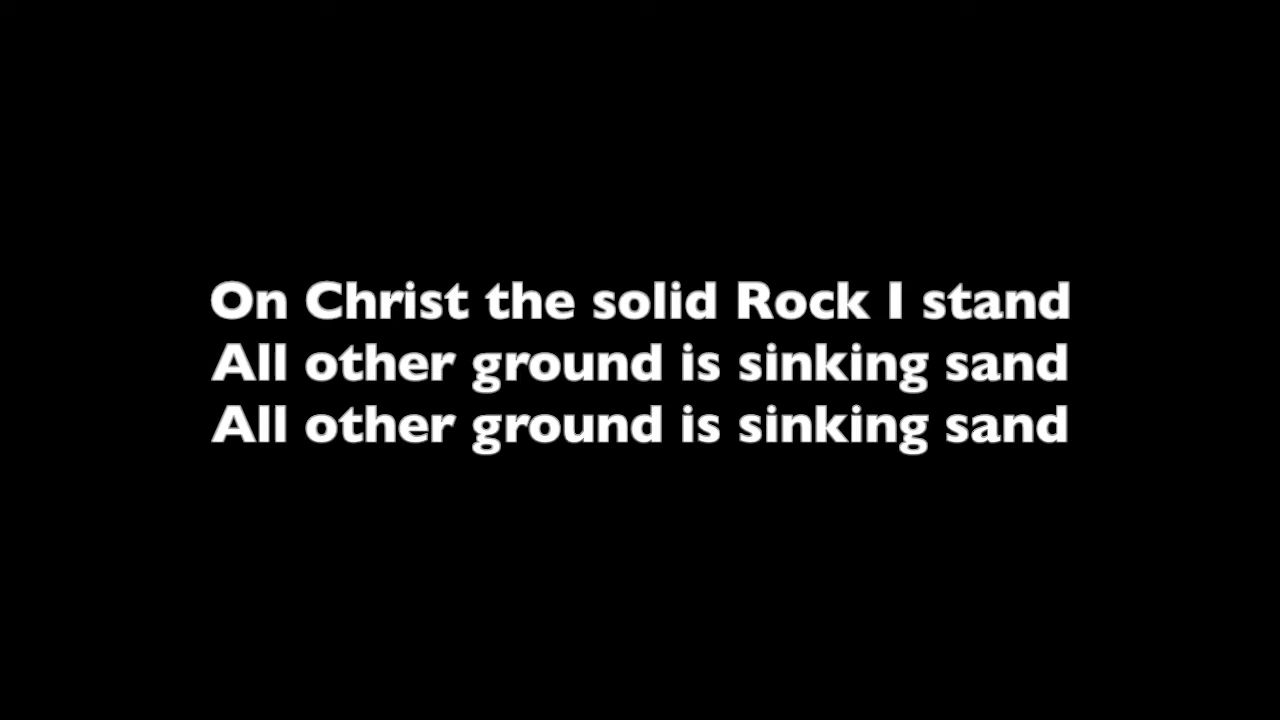 On Christ the solid Rock I stand
All other ground is sinking sand
All other ground is sinking sand